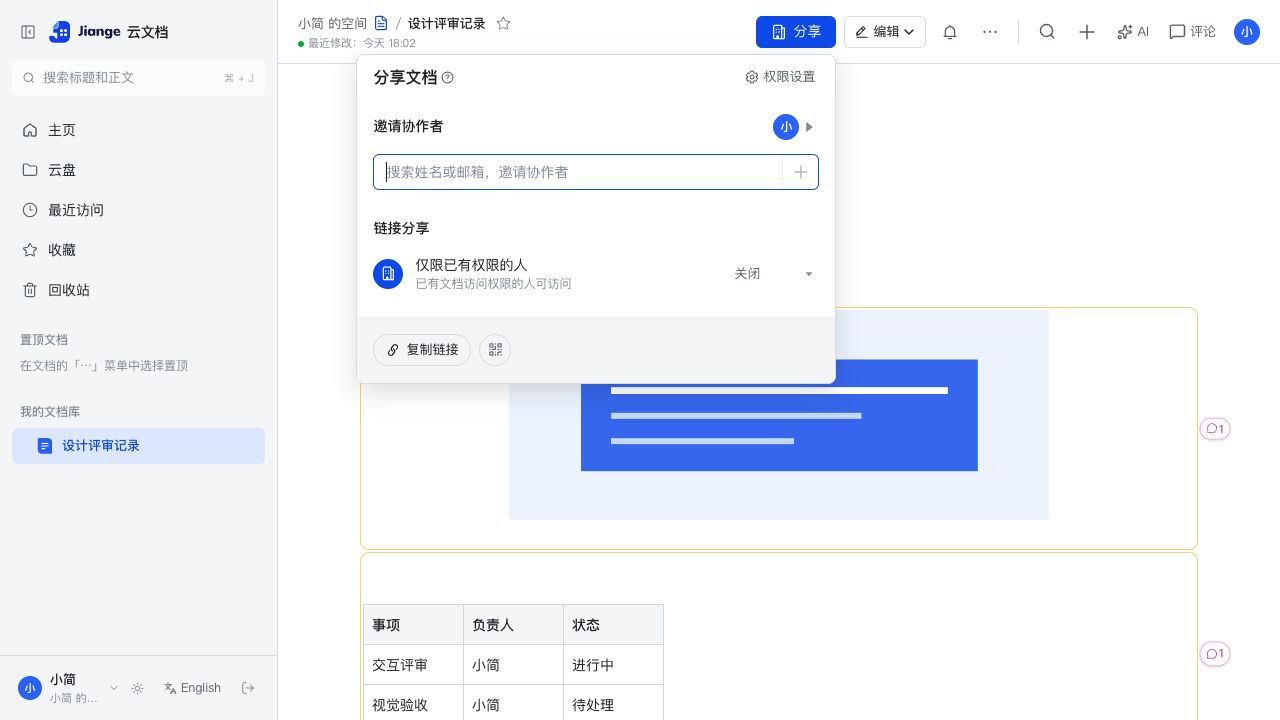 Jiange 云文档
搜索标题和正文 ⌘ + J
主页
云盘
最近访问
收藏
回收站
置顶文档
在文档的「…」菜单中选择置顶
我的文档库
设计评审记录
小 小简
小简 的...
English
小简 的空间 / 设计评审记录
最近修改：今天 18:02
分享
编辑
AI
评论
小
分享文档
权限设置
邀请协作者
小
搜索姓名或邮箱，邀请协作者
链接分享
仅限已有权限的人
已有文档访问权限的人可访问
关闭
复制链接
1
事项 负责人 状态
交互评审 小简 进行中
1
视觉验收 小简 待处理